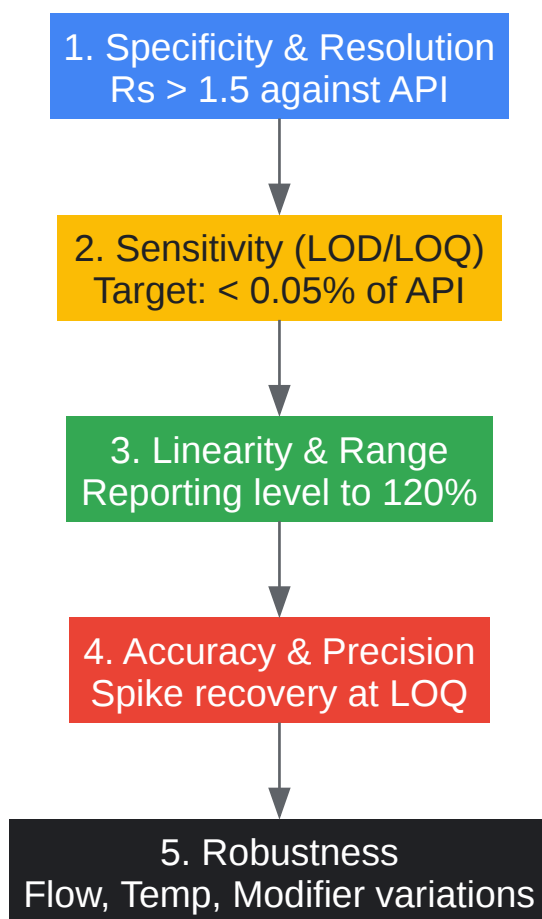 1. Specificity & Resolution
Rs > 1.5 against API
2. Sensitivity (LOD/LOQ)
Target: < 0.05% of API
3. Linearity & Range
Reporting level to 120%
4. Accuracy & Precision
Spike recovery at LOQ
5. Robustness
Flow, Temp, Modifier variations